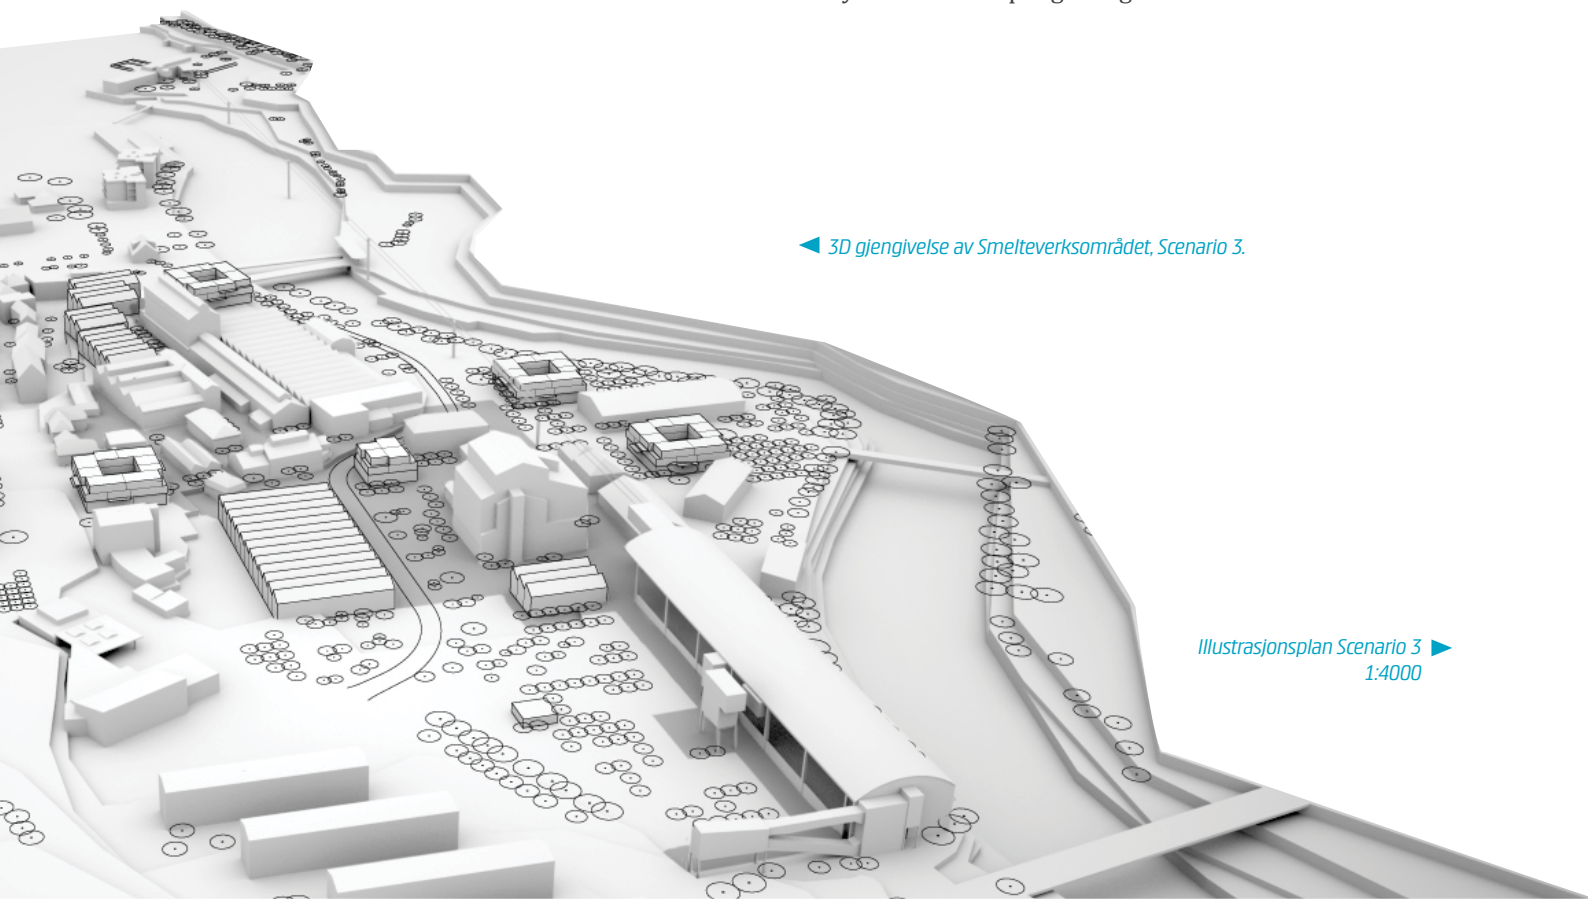 3D gjengivelse av Smelteverksområdet, Scenario 3.
Illustrasjonsplan Scenario 3
1:4000